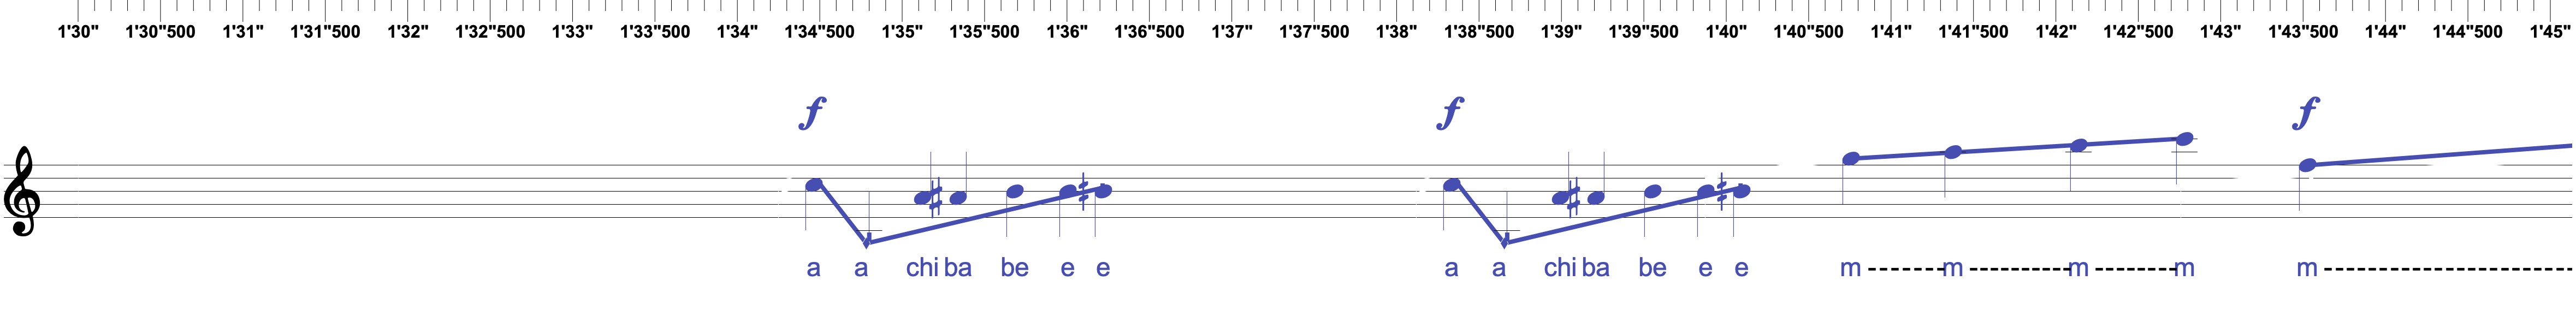 1'30" 1'30"500 1'31" 1'31"500 1'32" 1'32"500 1'33" 1'33"500 1'34" 1'34"500 1'35" 1'35"500 1'36" 1'36"500 1'37" 1'37"500 1'38" 1'38"500 1'39" 1'39"500 1'40" 1'40"500 1'41" 1'41"500 1'42" 1'42"500 1'43" 1'43"500 1'44" 1'44"500 1'45"
f f f
a a chi ba be e e a a chi ba be e e m -------m --------m -------m m ------------------